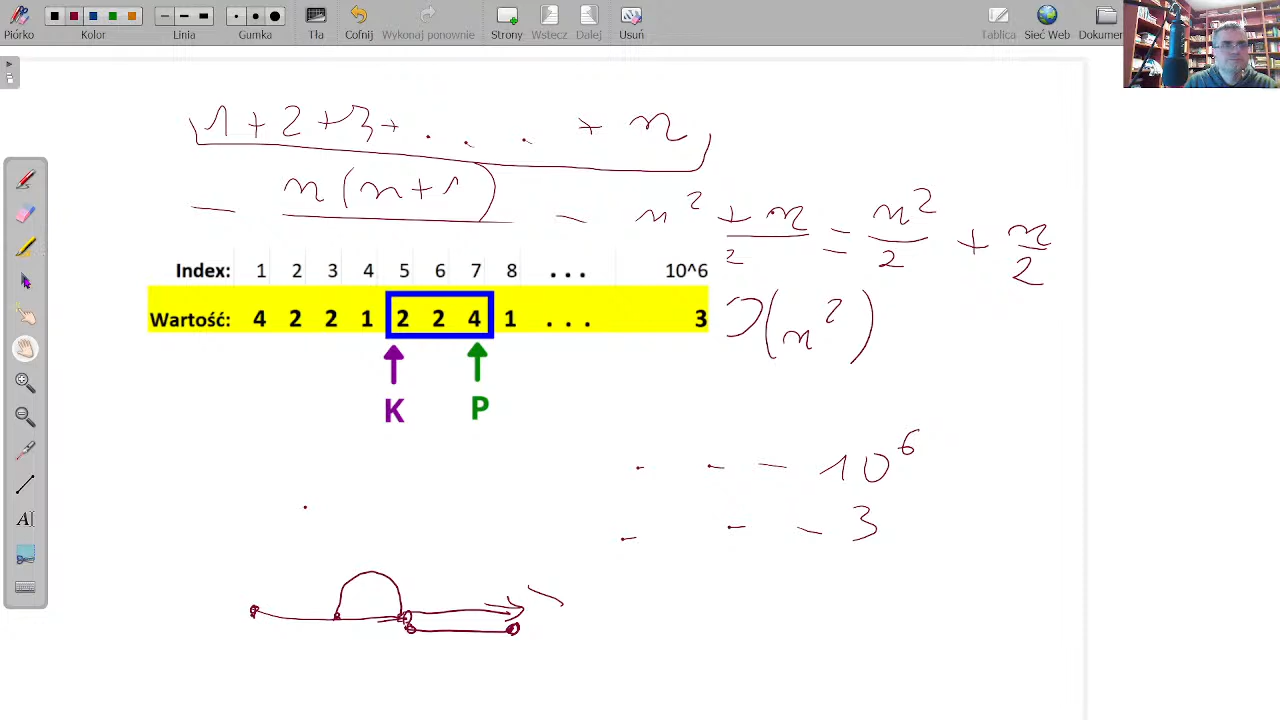 Piórko Kolor Linia Gumka Tła Cofnij Wykonaj ponownie Strony Wstecz Dalej Usuń Tablica Sieć Web Dokument
1 + 2 + 3 + . . . + n
= n(n+1) = n² + n / 2 = n² / 2 + n / 2
Index: 1 2 3 4 5 6 7 8 ... 10^6
Wartość: 4 2 2 1 2 2 4 1 ... 3
O(n²)
K P
. . - 10⁶
. - - 3